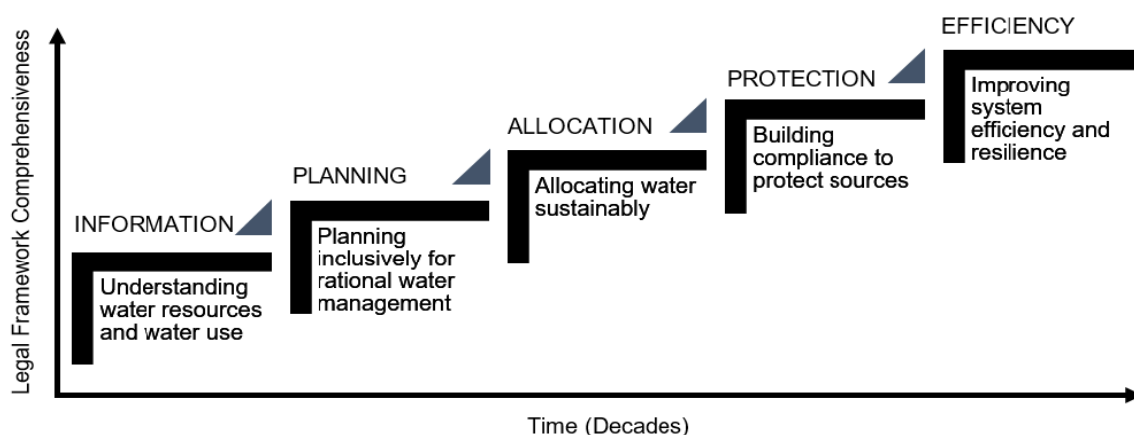 Legal Framework Comprehensiveness
INFORMATION
Understanding
water resources
and water use
PLANNING
Planning
inclusively for
rational water
management
ALLOCATION
Allocating water
sustainably
PROTECTION
Building
compliance to
protect sources
EFFICIENCY
Improving
system
efficiency and
resilience
Time (Decades)